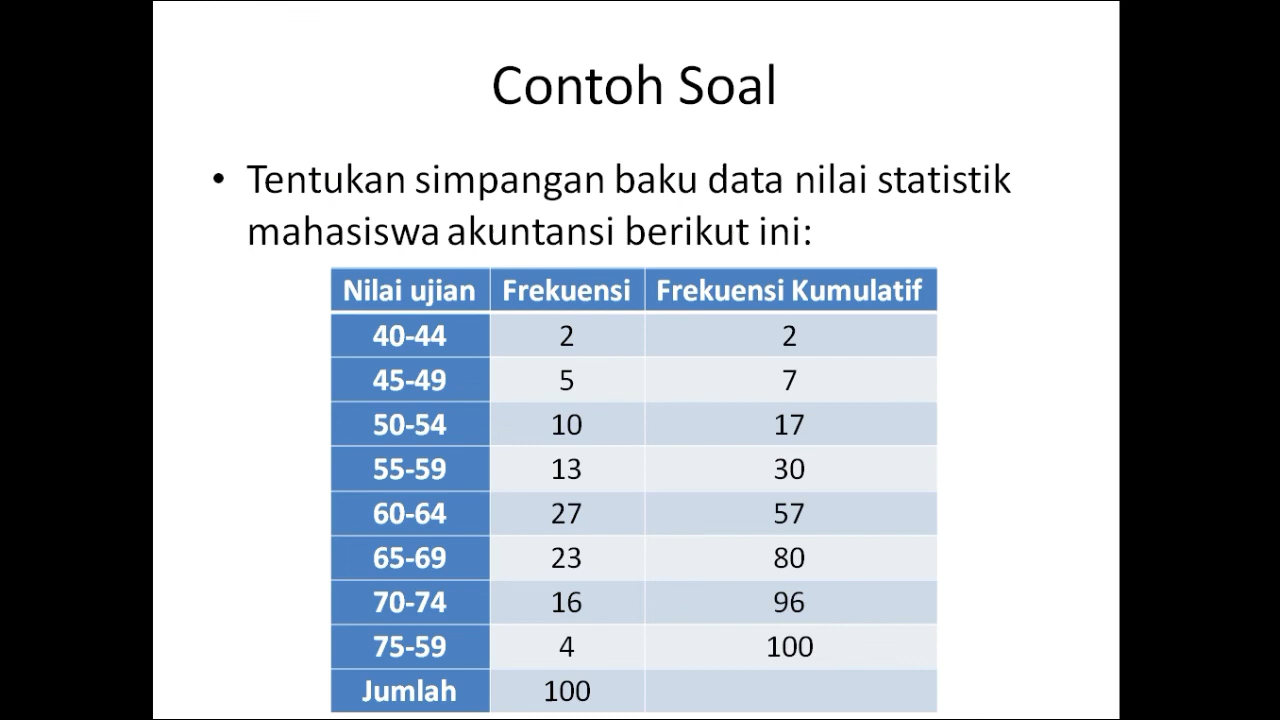 Contoh Soal
• Tentukan simpangan baku data nilai statistik
mahasiswa akuntansi berikut ini:
Nilai ujian Frekuensi Frekuensi Kumulatif
40-44 2 2
45-49 5 7
50-54 10 17
55-59 13 30
60-64 27 57
65-69 23 80
70-74 16 96
75-59 4 100
Jumlah 100